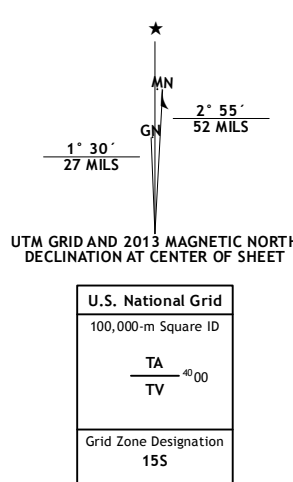 ★
MN
GN
2° 55´
52 MILS
1° 30´
27 MILS
UTM GRID AND 2013 MAGNETIC NORTH
DECLINATION AT CENTER OF SHEET
U.S. National Grid
100,000-m Square ID
TA
4000
TV
Grid Zone Designation
15S